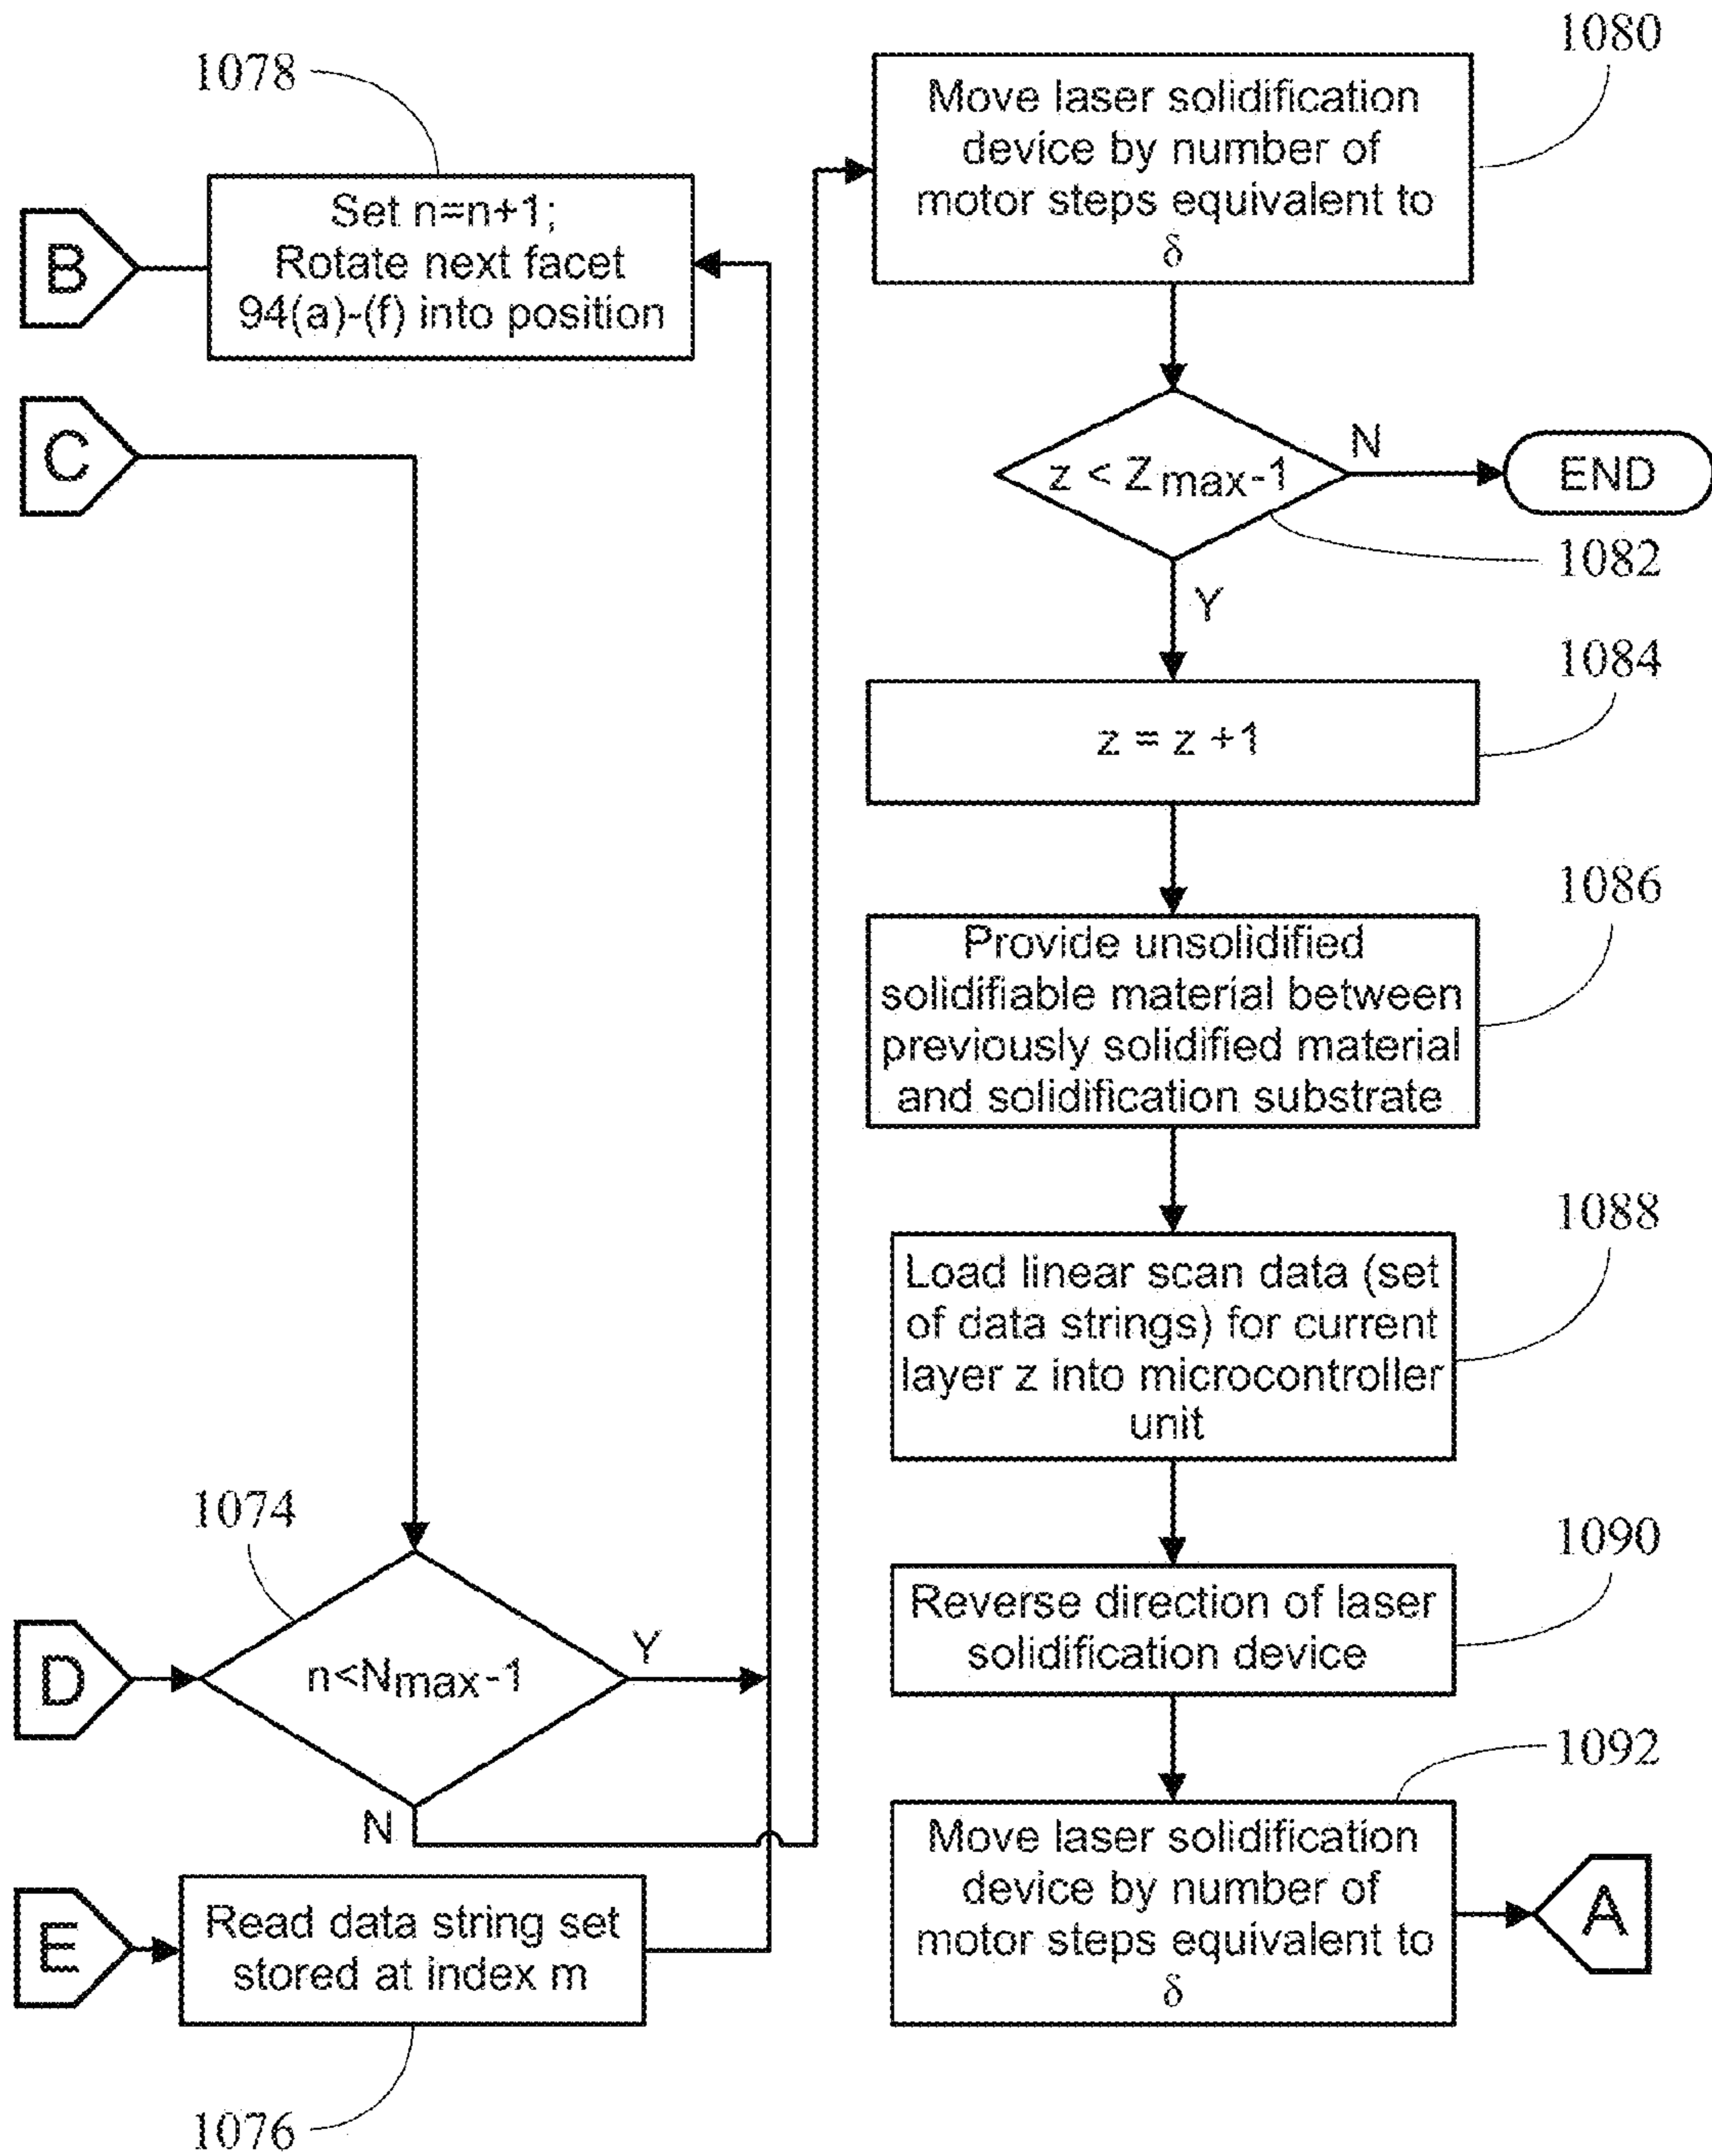 1078
B
Set n=n+1;
Rotate next facet
94(a)-(f) into position
C
1074
D
n<Nmax-1
Y
N
E
Read data string set
stored at index m
1076
1080
Move laser solidification
device by number of
motor steps equivalent to
δ
z < Zmax-1
N
END
1082
Y
1084
z = z +1
1086
Provide unsolidified
solidifiable material between
previously solidified material
and solidification substrate
1088
Load linear scan data (set
of data strings) for current
layer z into microcontroller
unit
1090
Reverse direction of laser
solidification device
1092
Move laser solidification
device by number of
motor steps equivalent to
δ
A